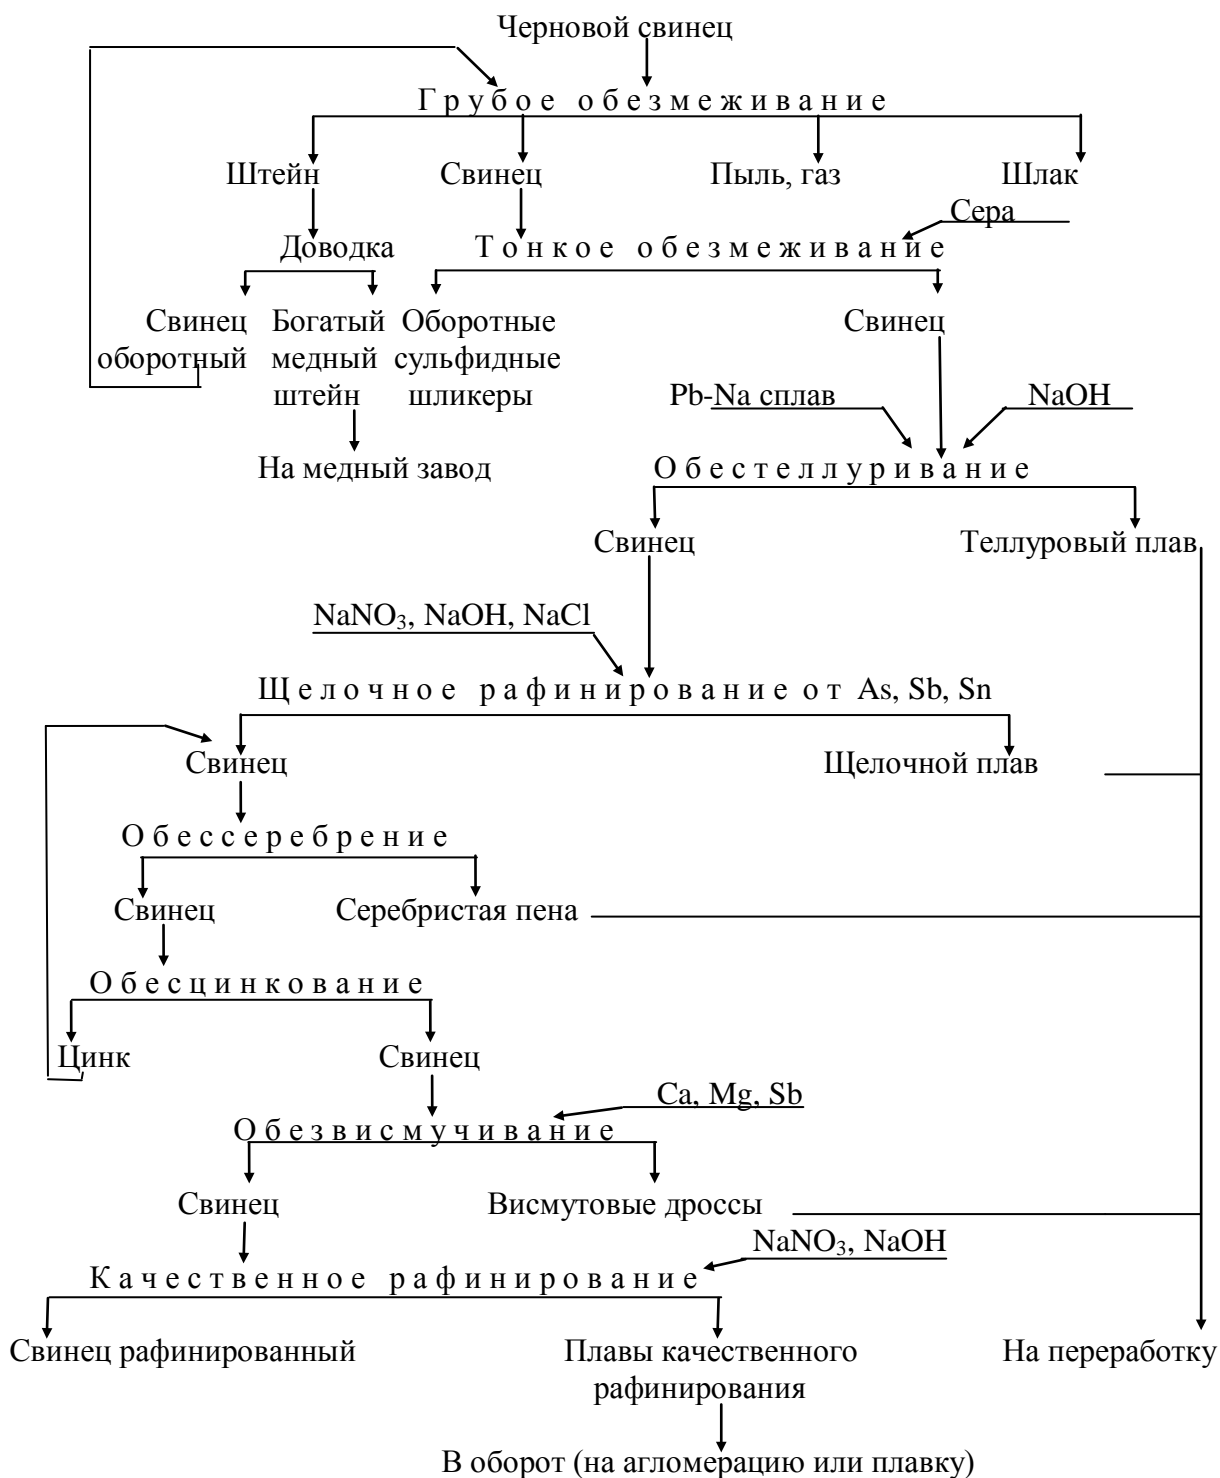 Черновой свинец
Грубое обезмеживание
Штейн Свинец Пыль, газ Шлак
Сера
Доводка Тонкое обезмеживание
Свинец Богатый Оборотные Свинец
оборотный медный сульфидные
штейн шликеры
Pb-Na сплав NaOH
На медный завод Обестеллуривание
Свинец Теллуровый плав
NaNO₃, NaOH, NaCl
Щелочное рафинирование от As, Sb, Sn
Свинец Щелочной плав
Обессеребрение
Свинец Серебристая пена
Обесцинкование
Цинк Свинец
Ca, Mg, Sb
Обезвисмучивание
Свинец Висмутовые дроссы
NaNO₃, NaOH
Качественное рафинирование
Свинец рафинированный Плавы качественного На переработку
рафинирования
В оборот (на агломерацию или плавку)